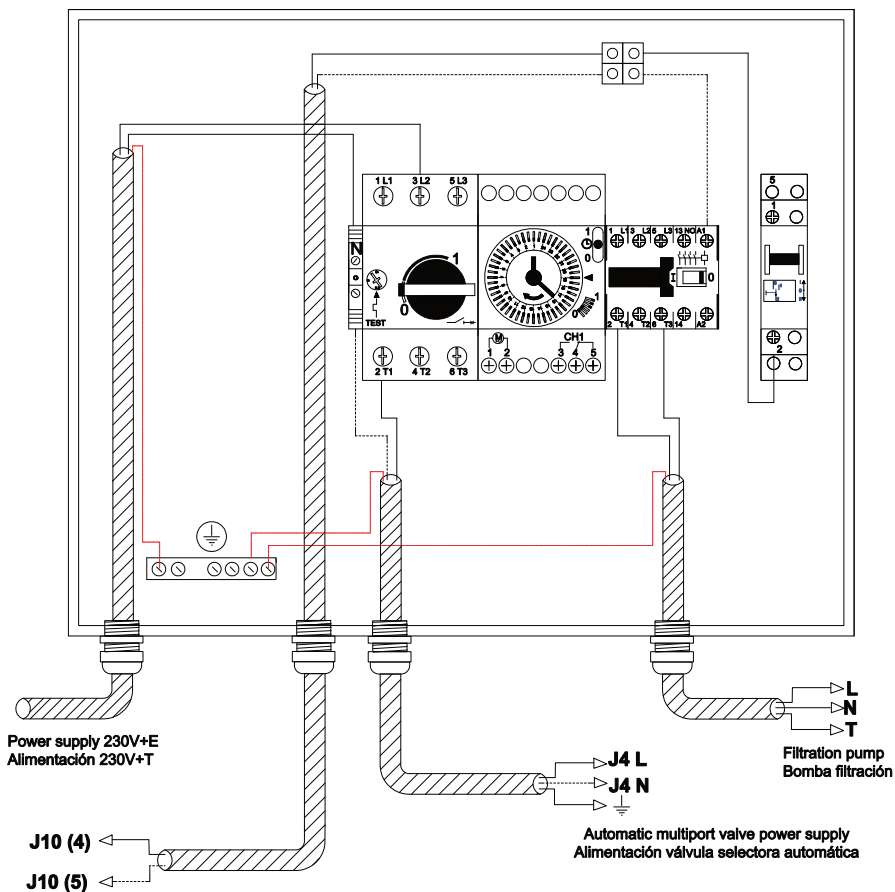 1 L1 3 L2 5 L3
N
1
0
TEST
2 T1 4 T2 6 T3
1
0
0 1
M
1 2
CH1
3 4 5
1 L1 3 L2 5 L3 13 NO A1
I 0
2 T1 4 T2 6 T3 14 A2
5
1
2
Power supply 230V+E
Alimentación 230V+T
J10 (4)
J10 (5)
J4 L
J4 N
Automatic multiport valve power supply
Alimentación válvula selectora automática
L
N
T
Filtration pump
Bomba filtración